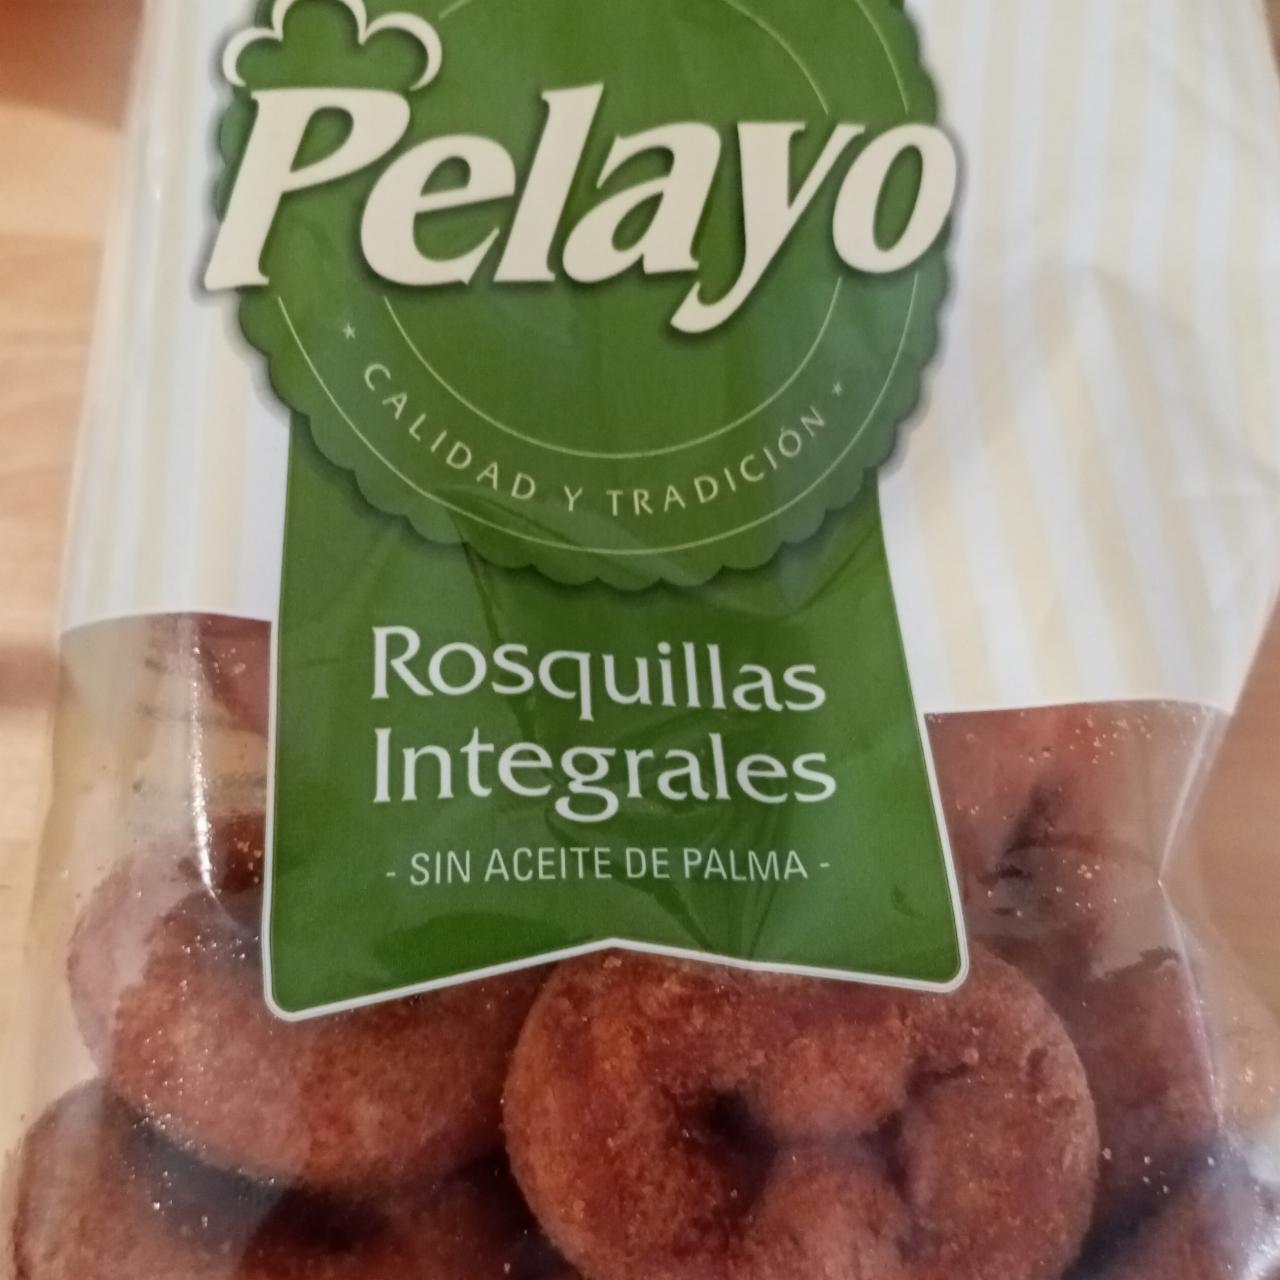 Pelayo
* CALIDAD Y TRADICIÓN *
Rosquillas
Integrales
- SIN ACEITE DE PALMA -